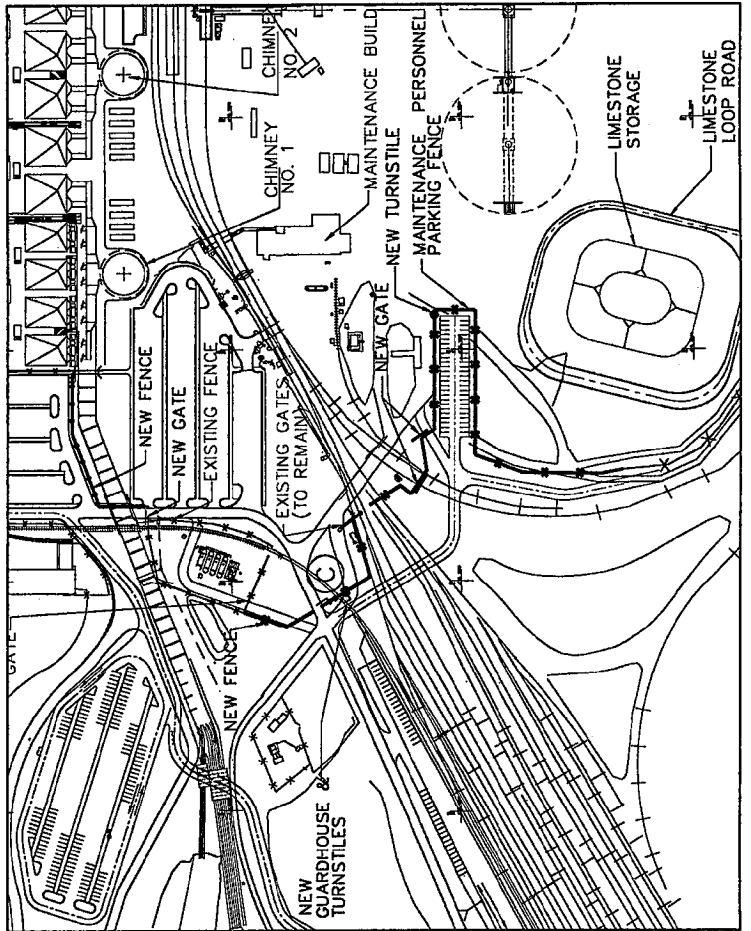 CHIMNEY
NO. 2
CHIMNEY
NO. 1
MAINTENANCE BUILD
NEW TURNSTILE
MAINTENANCE PERSONNEL
PARKING FENCE
LIMESTONE
STORAGE
LIMESTONE
LOOP ROAD
NEW FENCE
NEW GATE
EXISTING FENCE
EXISTING GATES
(TO REMAIN)
NEW GATE
C
GATE
NEW FENCE
NEW
GUARDHOUSE &
TURNSTILES